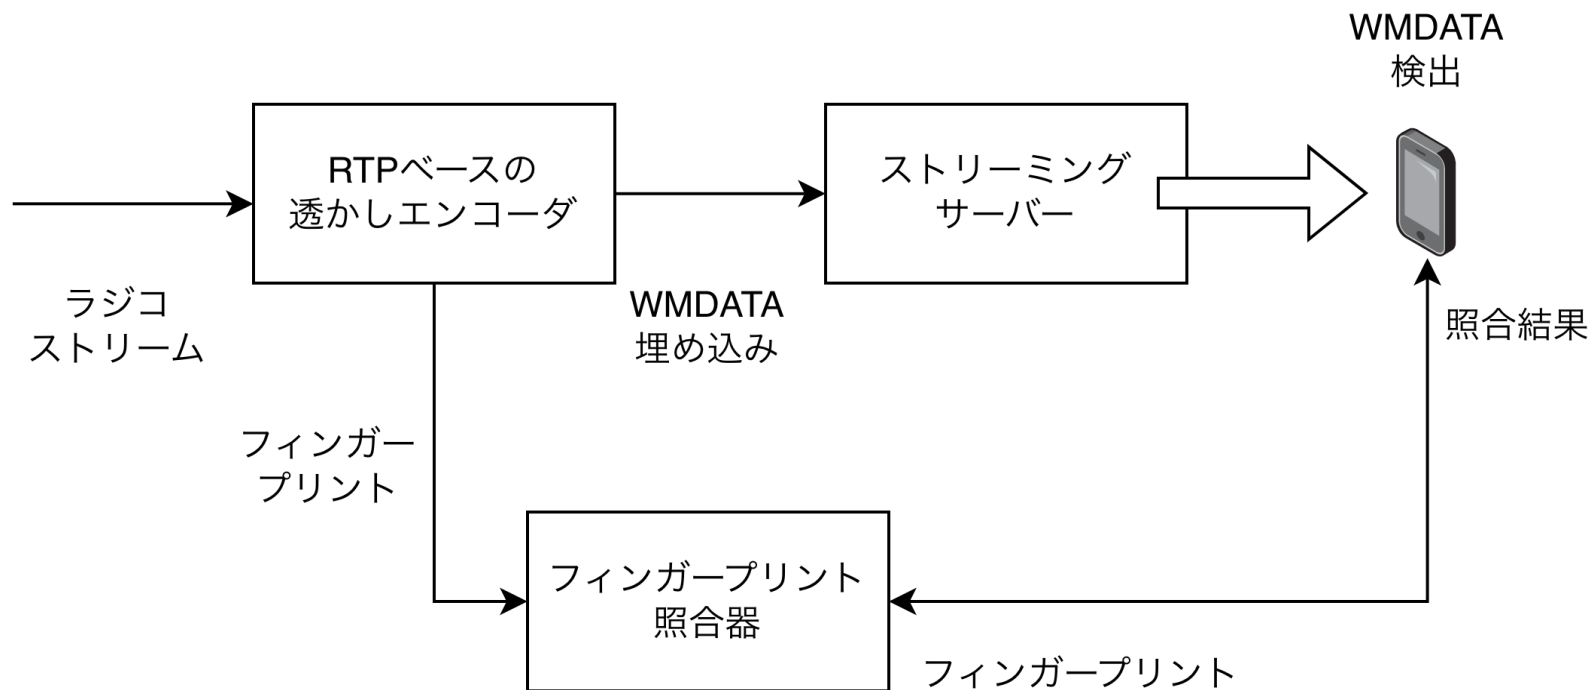 WMDATA
検出
RTPベースの
透かしエンコーダ
ストリーミング
サーバー
ラジコ
ストリーム
WMDATA
埋め込み
照合結果
フィンガー
プリント
フィンガープリント
照合器
フィンガープリント